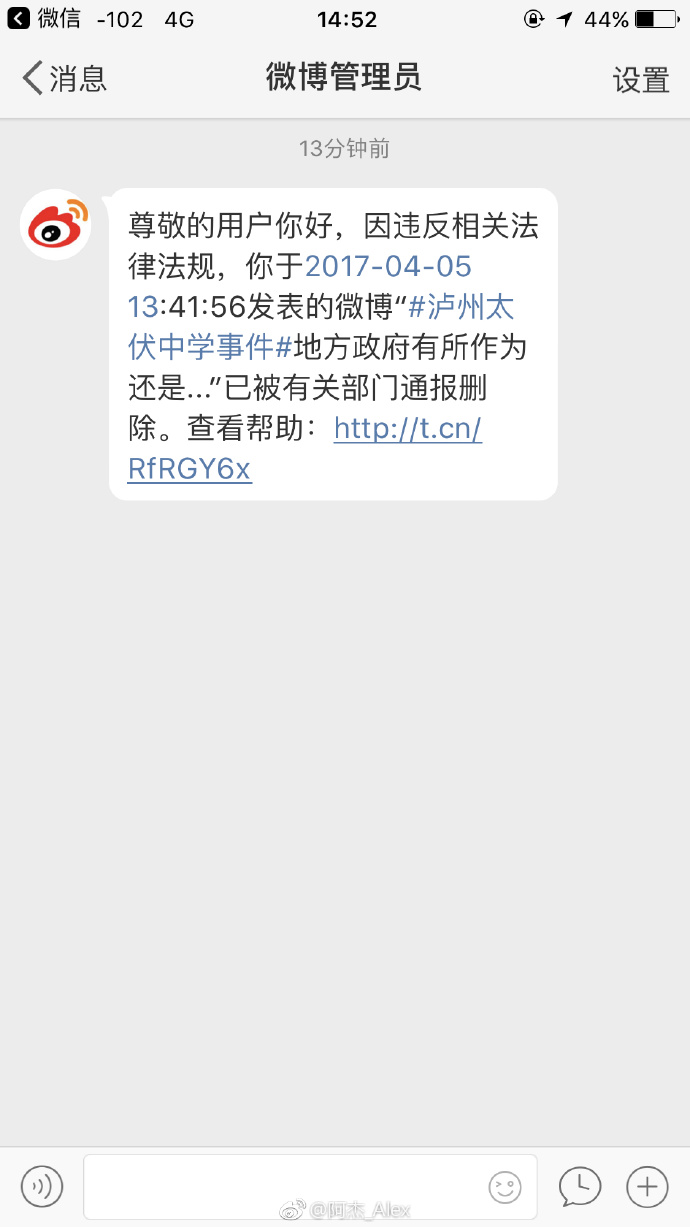 微信 -102 4G 14:52 44%
消息 微博管理员 设置
13分钟前
尊敬的用户你好，因违反相关法
律法规，你于2017-04-05
13:41:56发表的微博“#泸州太
伏中学事件#地方政府有所作为
还是...”已被有关部门通报删
除。查看帮助：http://t.cn/
RfRGY6x
@阿杰_Alex